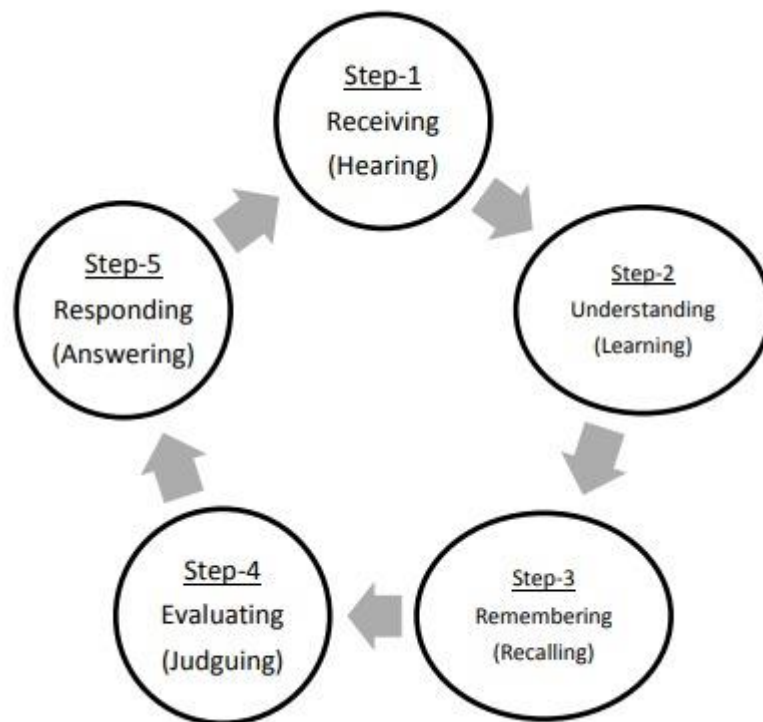 Step-1
Receiving
(Hearing)
Step-2
Understanding
(Learning)
Step-3
Remembering
(Recalling)
Step-4
Evaluating
(Judguing)
Step-5
Responding
(Answering)